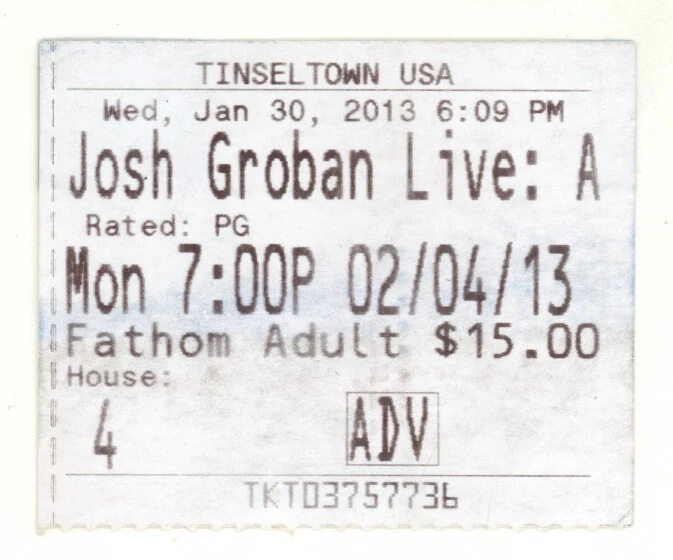 TINSELTOWN USA
Wed, Jan 30, 2013 6:09 PM
Josh Groban Live: A
Rated: PG
Mon 7:00P 02/04/13
Fathom Adult $15.00
House:
4 ADV
TKT03757736